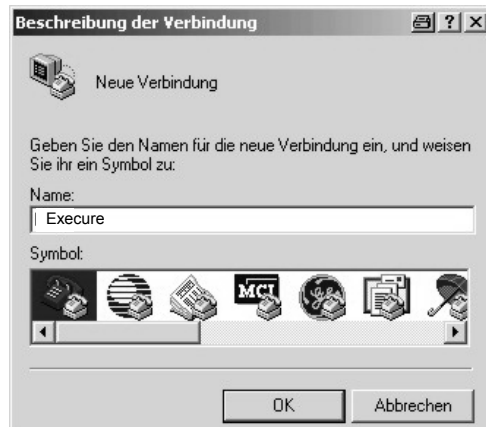 Beschreibung der Verbindung
Neue Verbindung
Geben Sie den Namen für die neue Verbindung ein, und weisen
Sie ihr ein Symbol zu:
Name:
Execure
Symbol:
MCI
OK
Abbrechen